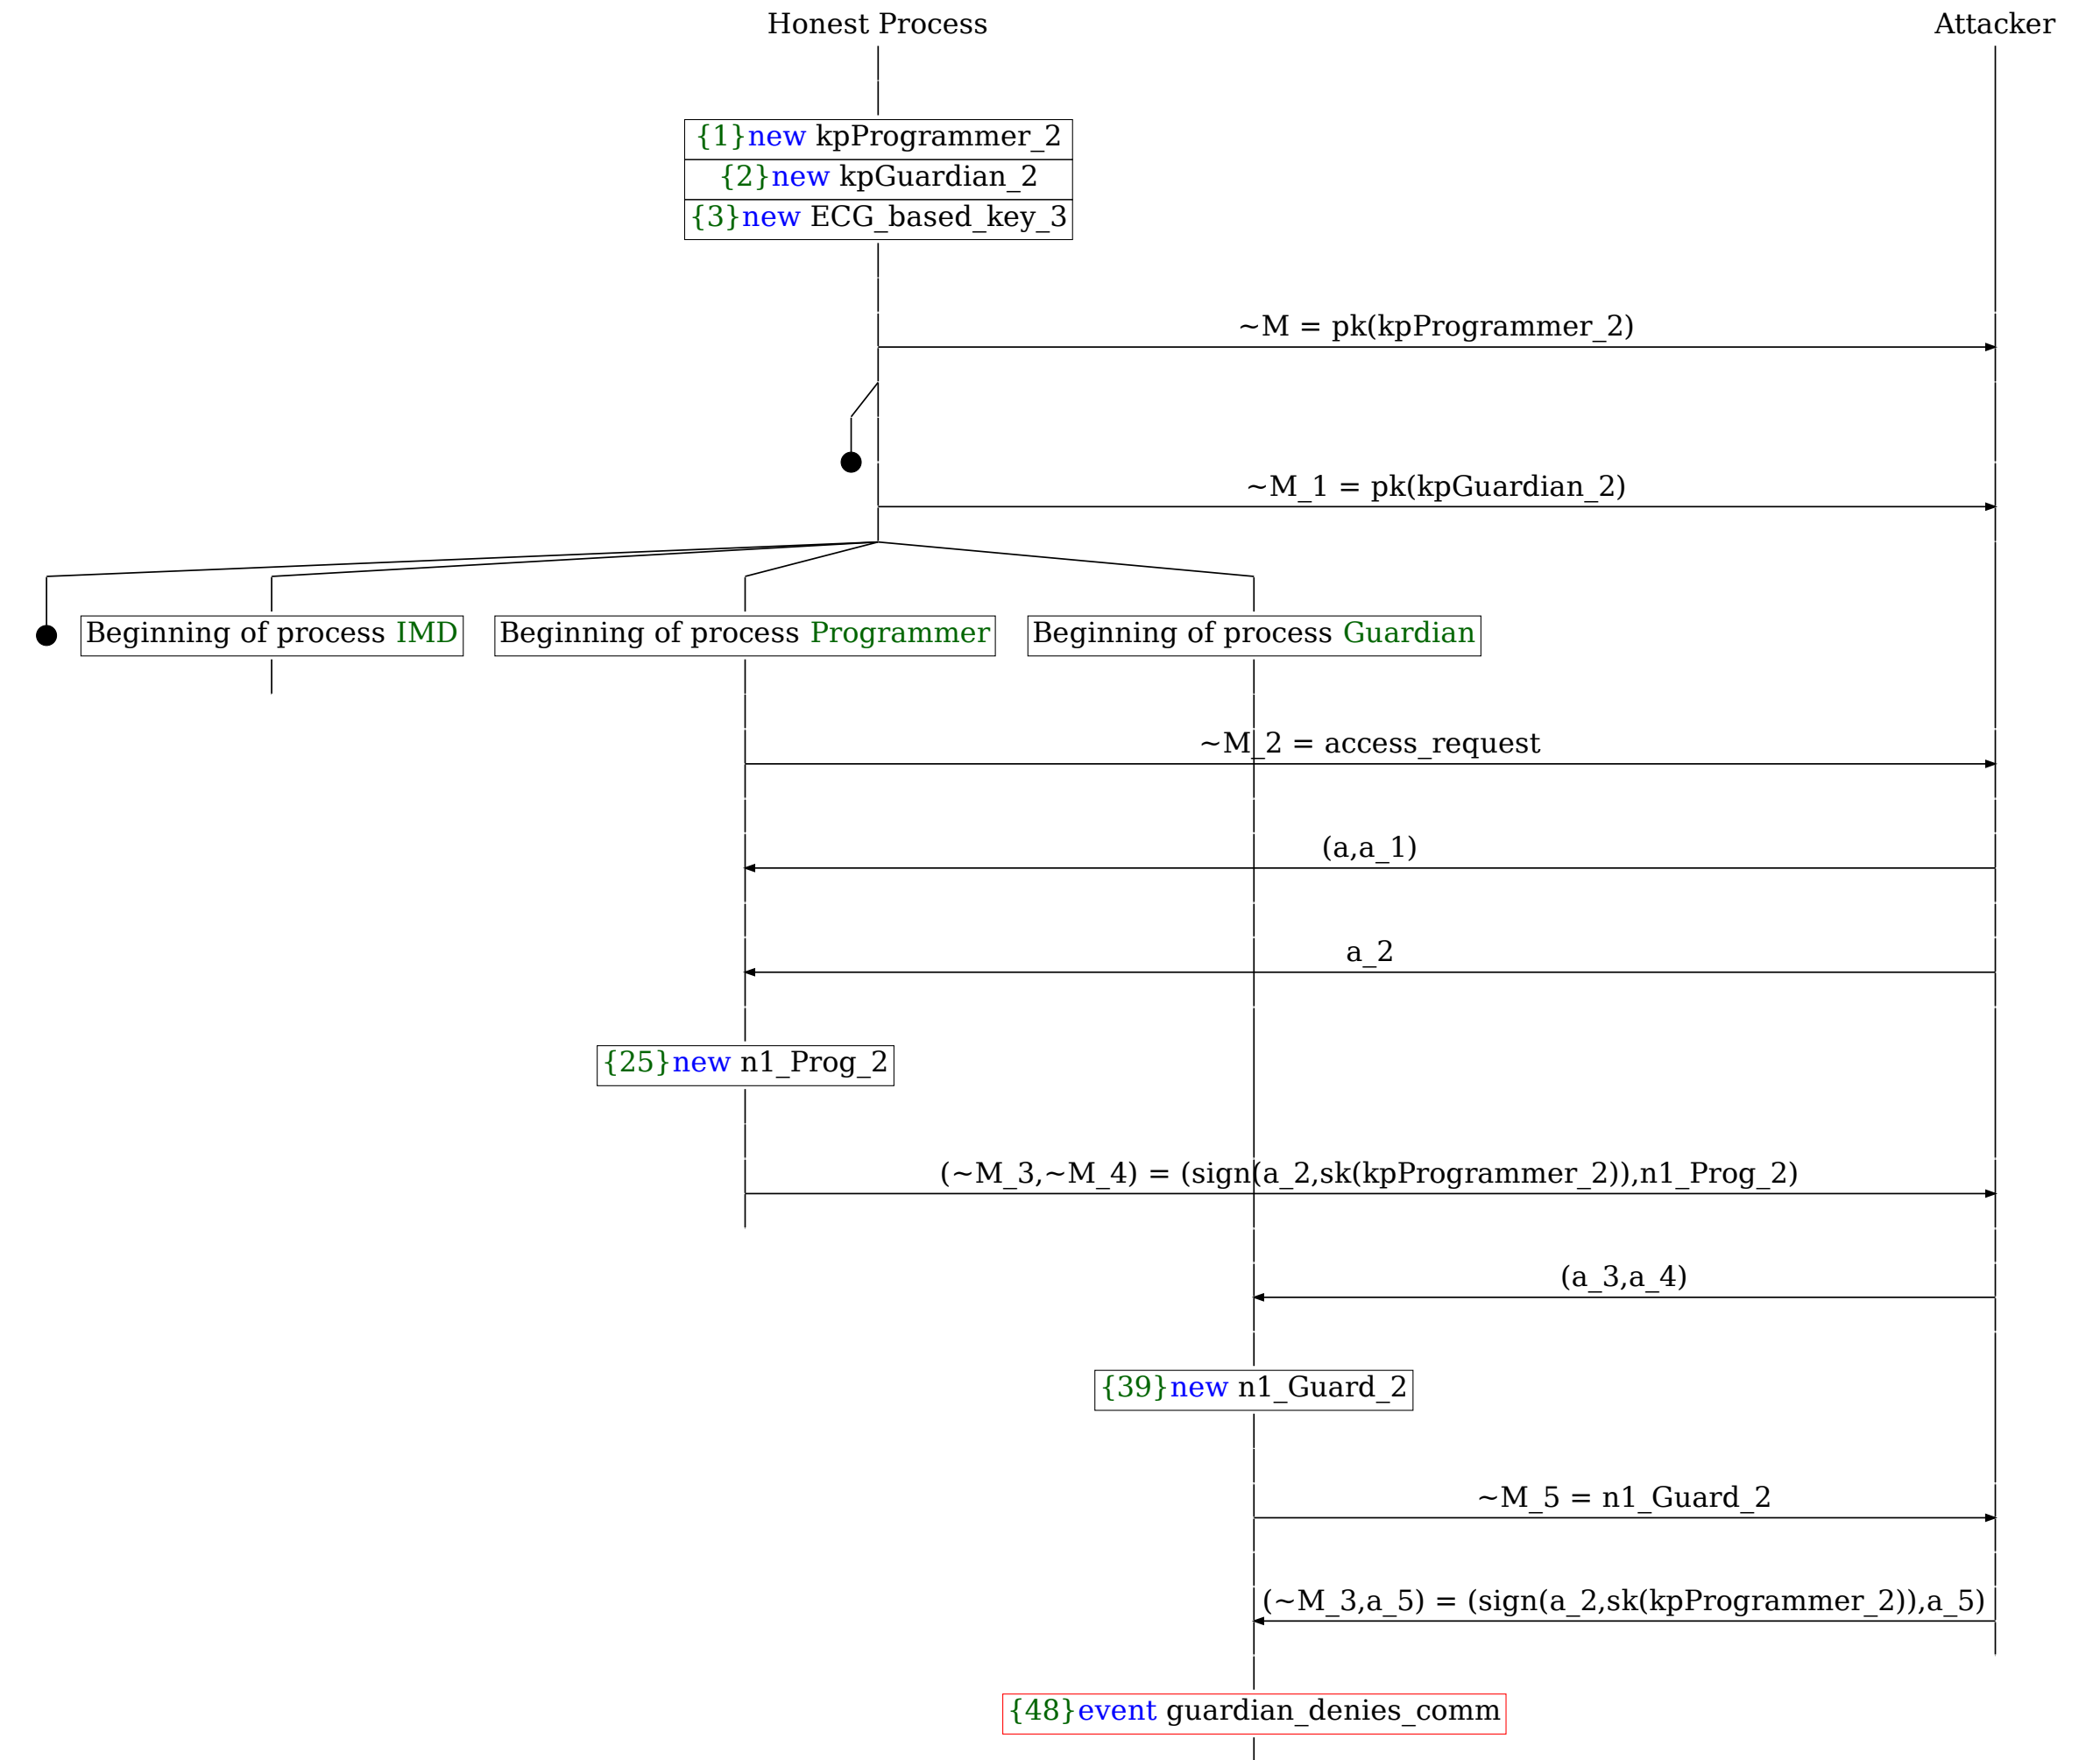 Honest Process
Attacker
{1}new kpProgrammer_2
{2}new kpGuardian_2
{3}new ECG_based_key_3
~M = pk(kpProgrammer_2)
~M_1 = pk(kpGuardian_2)
Beginning of process IMD
Beginning of process Programmer
Beginning of process Guardian
~M_2 = access_request
(a,a_1)
a_2
{25}new n1_Prog_2
(~M_3,~M_4) = (sign(a_2,sk(kpProgrammer_2)),n1_Prog_2)
(a_3,a_4)
{39}new n1_Guard_2
~M_5 = n1_Guard_2
(~M_3,a_5) = (sign(a_2,sk(kpProgrammer_2)),a_5)
{48}event guardian_denies_comm